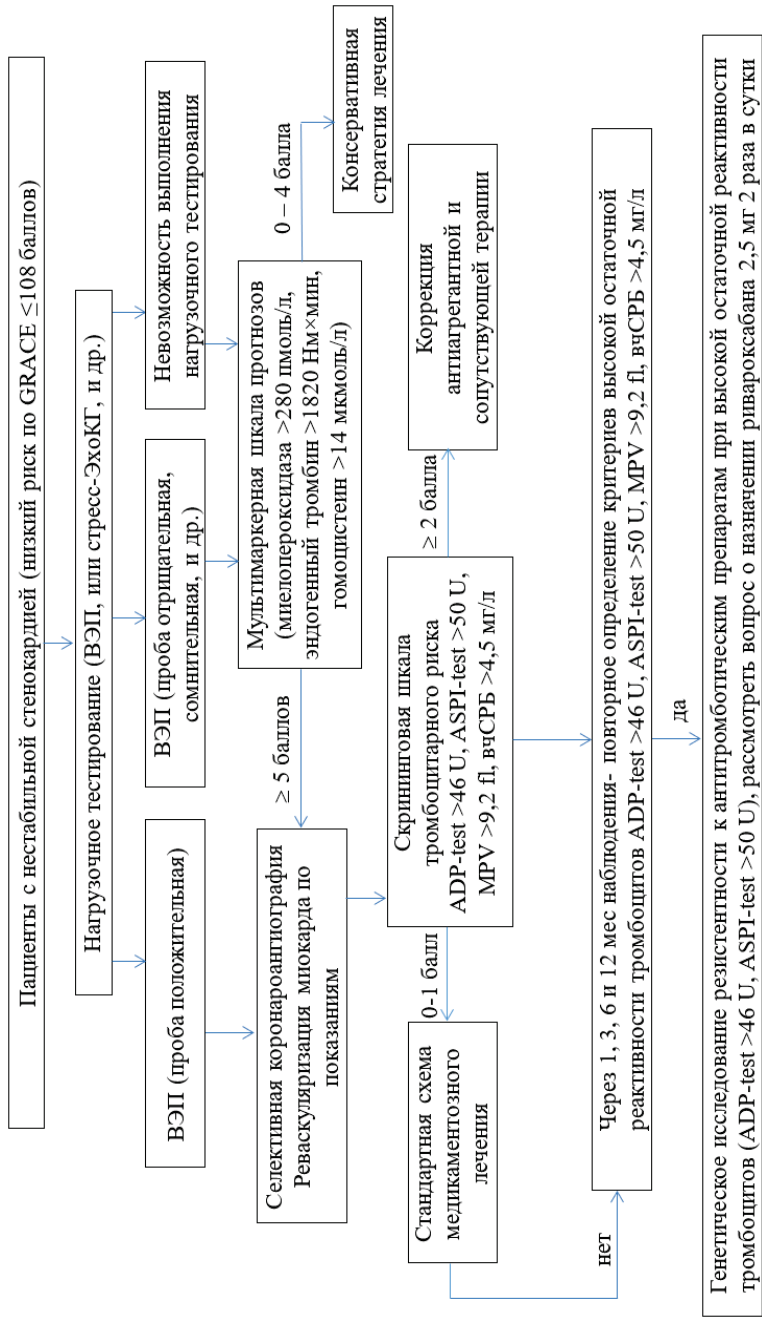 Пациенты с нестабильной стенокардией (низкий риск по GRACE ≤108 баллов)
Нагрузочное тестирование (ВЭП, или стресс-ЭхоКГ, и др.)
ВЭП (проба положительная)
ВЭП (проба отрицательная,
сомнительная, и др.)
Невозможность выполнения
нагрузочного тестирования
Селективная коронароангиография
Реваскуляризация миокарда по
показаниям
≥ 5 баллов
Мультимаркерная шкала прогнозов
(миелопероксидаза >280 пмоль/л,
эндогенный тромбин >1820 Нм×мин,
гомоцистеин >14 мкмоль/л)
0 – 4 балла
Консервативная
стратегия лечения
Стандартная схема
медикаментозного
лечения
0-1 балл
Скрининговая шкала
тромбоцитарного риска
ADP-test >46 U, ASPI-test >50 U,
MPV >9,2 fl, вчСРБ >4,5 мг/л
≥ 2 балла
Коррекция
антиагрегантной и
сопутствующей терапии
нет
Через 1, 3, 6 и 12 мес наблюдения- повторное определение критериев высокой остаточной
реактивности тромбоцитов ADP-test >46 U, ASPI-test >50 U, MPV >9,2 fl, вчСРБ >4,5 мг/л
да
Генетическое исследование резистентности к антитромботическим препаратам при высокой остаточной реактивности
тромбоцитов (ADP-test >46 U, ASPI-test >50 U), рассмотреть вопрос о назначении ривароксабана 2,5 мг 2 раза в сутки